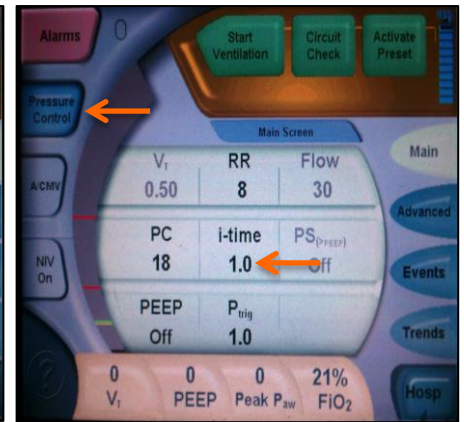 Alarms
0
Start
Ventilation
Circuit
Check
Activate
Preset
Pressure
Control
Main Screen
Main
VT RR Flow
0.50 8 30
A/CMV
Advanced
PC i-time PS(>PEEP)
18 1.0 Off
NIV
On
Events
PEEP Ptrig
Off 1.0
Trends
?
0 0 0 21%
VT PEEP Peak Paw FiO2
Hosp